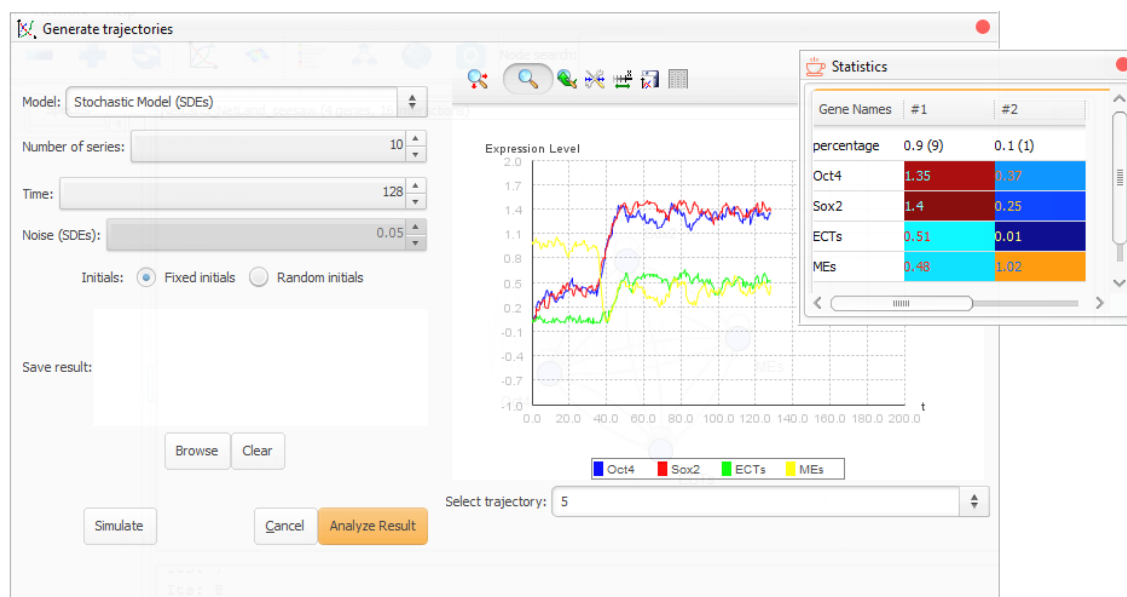 Generate trajectories
Node search:
Model: Stochastic Model (SDEs)
Number of series: 10
Time: 128
Noise (SDEs): 0.05
Initials: Fixed initials Random initials
Save result:
Browse Clear
Simulate Cancel Analyze Result
Expression Level
2.0
1.7
1.4
1.1
0.8
0.5
0.2
-0.1
-0.4
-0.7
-1.0
0.0 20.0 40.0 60.0 80.0 100.0 120.0 140.0 160.0 180.0 200.0 t
MEs
Oct4 Sox2 ECTs MEs
Select trajectory: 5
Statistics
Gene Names #1 #2
percentage 0.9 (9) 0.1 (1)
Oct4 1.35 0.37
Sox2 1.4 0.25
ECTs 0.51 0.01
MEs 0.48 1.02